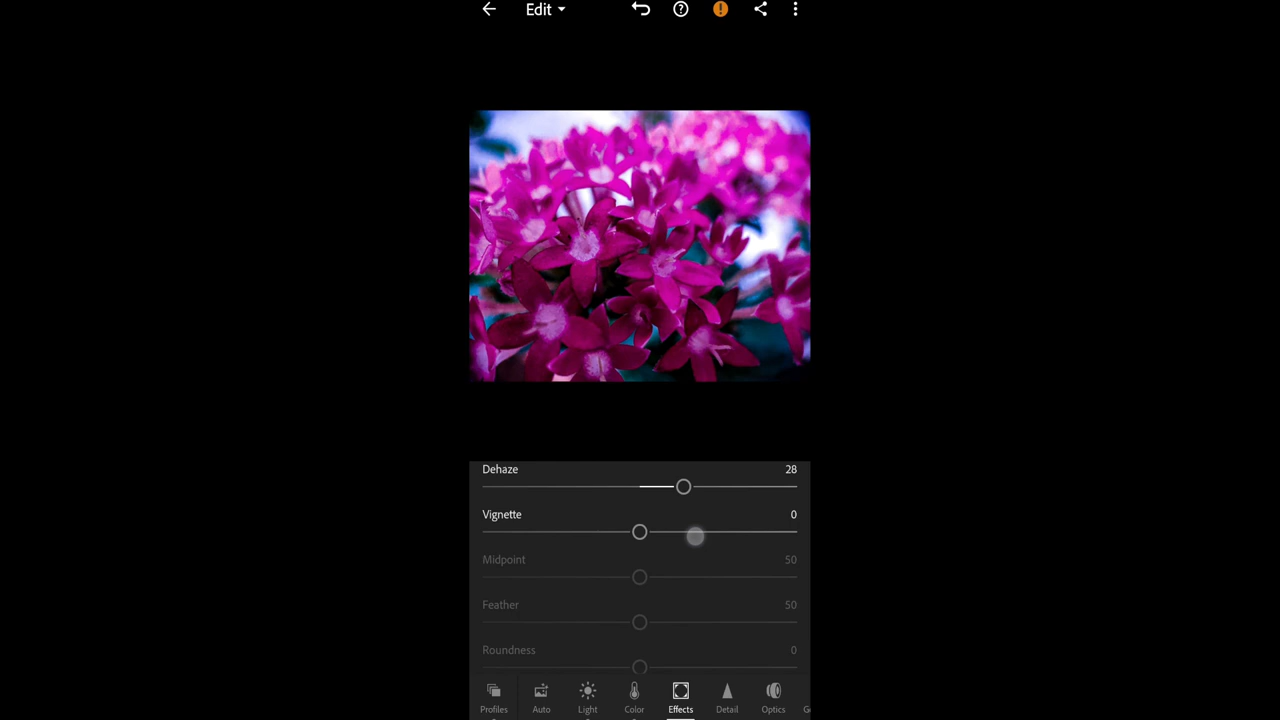 Edit
Dehaze 28
Vignette 0
Midpoint 50
Feather 50
Roundness 0
Profiles Auto Light Color Effects Detail Optics